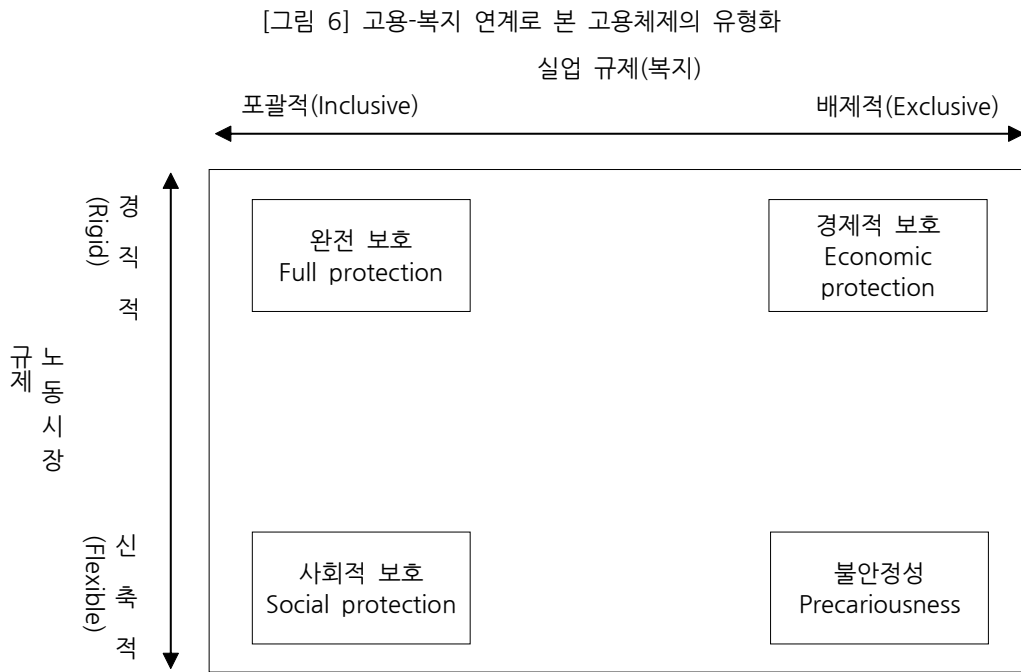 [그림 6] 고용-복지 연계로 본 고용체제의 유형화
실업 규제(복지)
포괄적(Inclusive)
배제적(Exclusive)
경직적
(Rigid)
완전 보호
Full protection
경제적 보호
Economic
protection
노동시장
규제
신축적
(Flexible)
사회적 보호
Social protection
불안정성
Precariousness